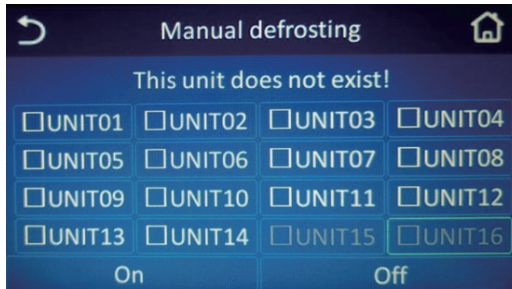 Manual defrosting
This unit does not exist!
☐UNIT01 ☐UNIT02 ☐UNIT03 ☐UNIT04
☐UNIT05 ☐UNIT06 ☐UNIT07 ☐UNIT08
☐UNIT09 ☐UNIT10 ☐UNIT11 ☐UNIT12
☐UNIT13 ☐UNIT14 ☐UNIT15 ☐UNIT16
On Off